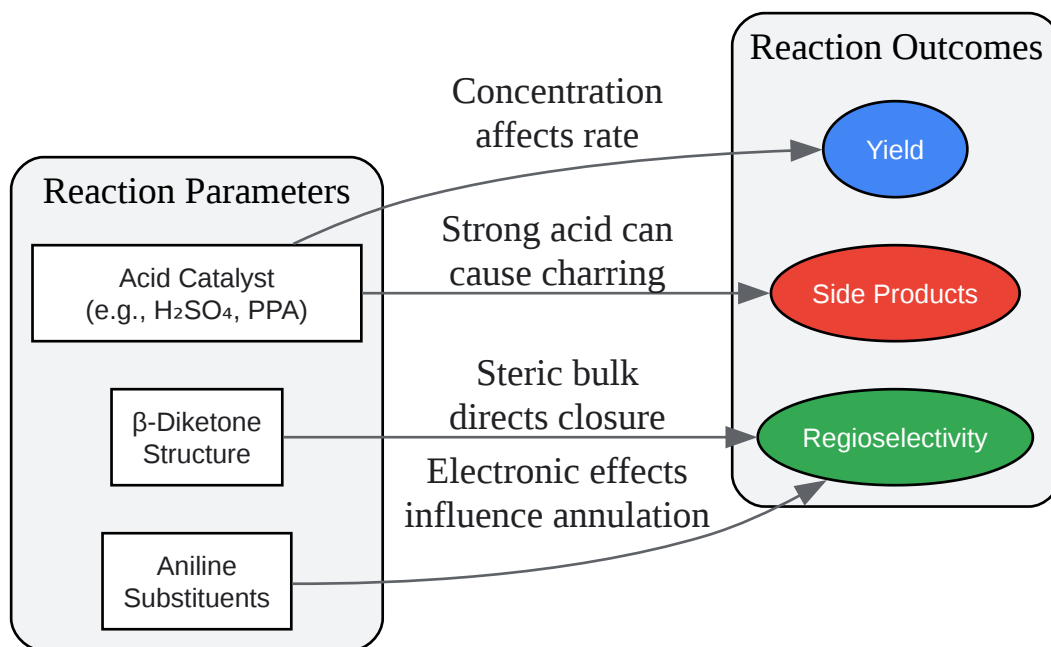 Reaction Parameters
Acid Catalyst
(e.g., H₂SO₄, PPA)
β-Diketone
Structure
Aniline
Substituents
Concentration
affects rate
Strong acid can
cause charring
Steric bulk
directs closure
Electronic effects
influence annulation
Reaction Outcomes
Yield
Side Products
Regioselectivity